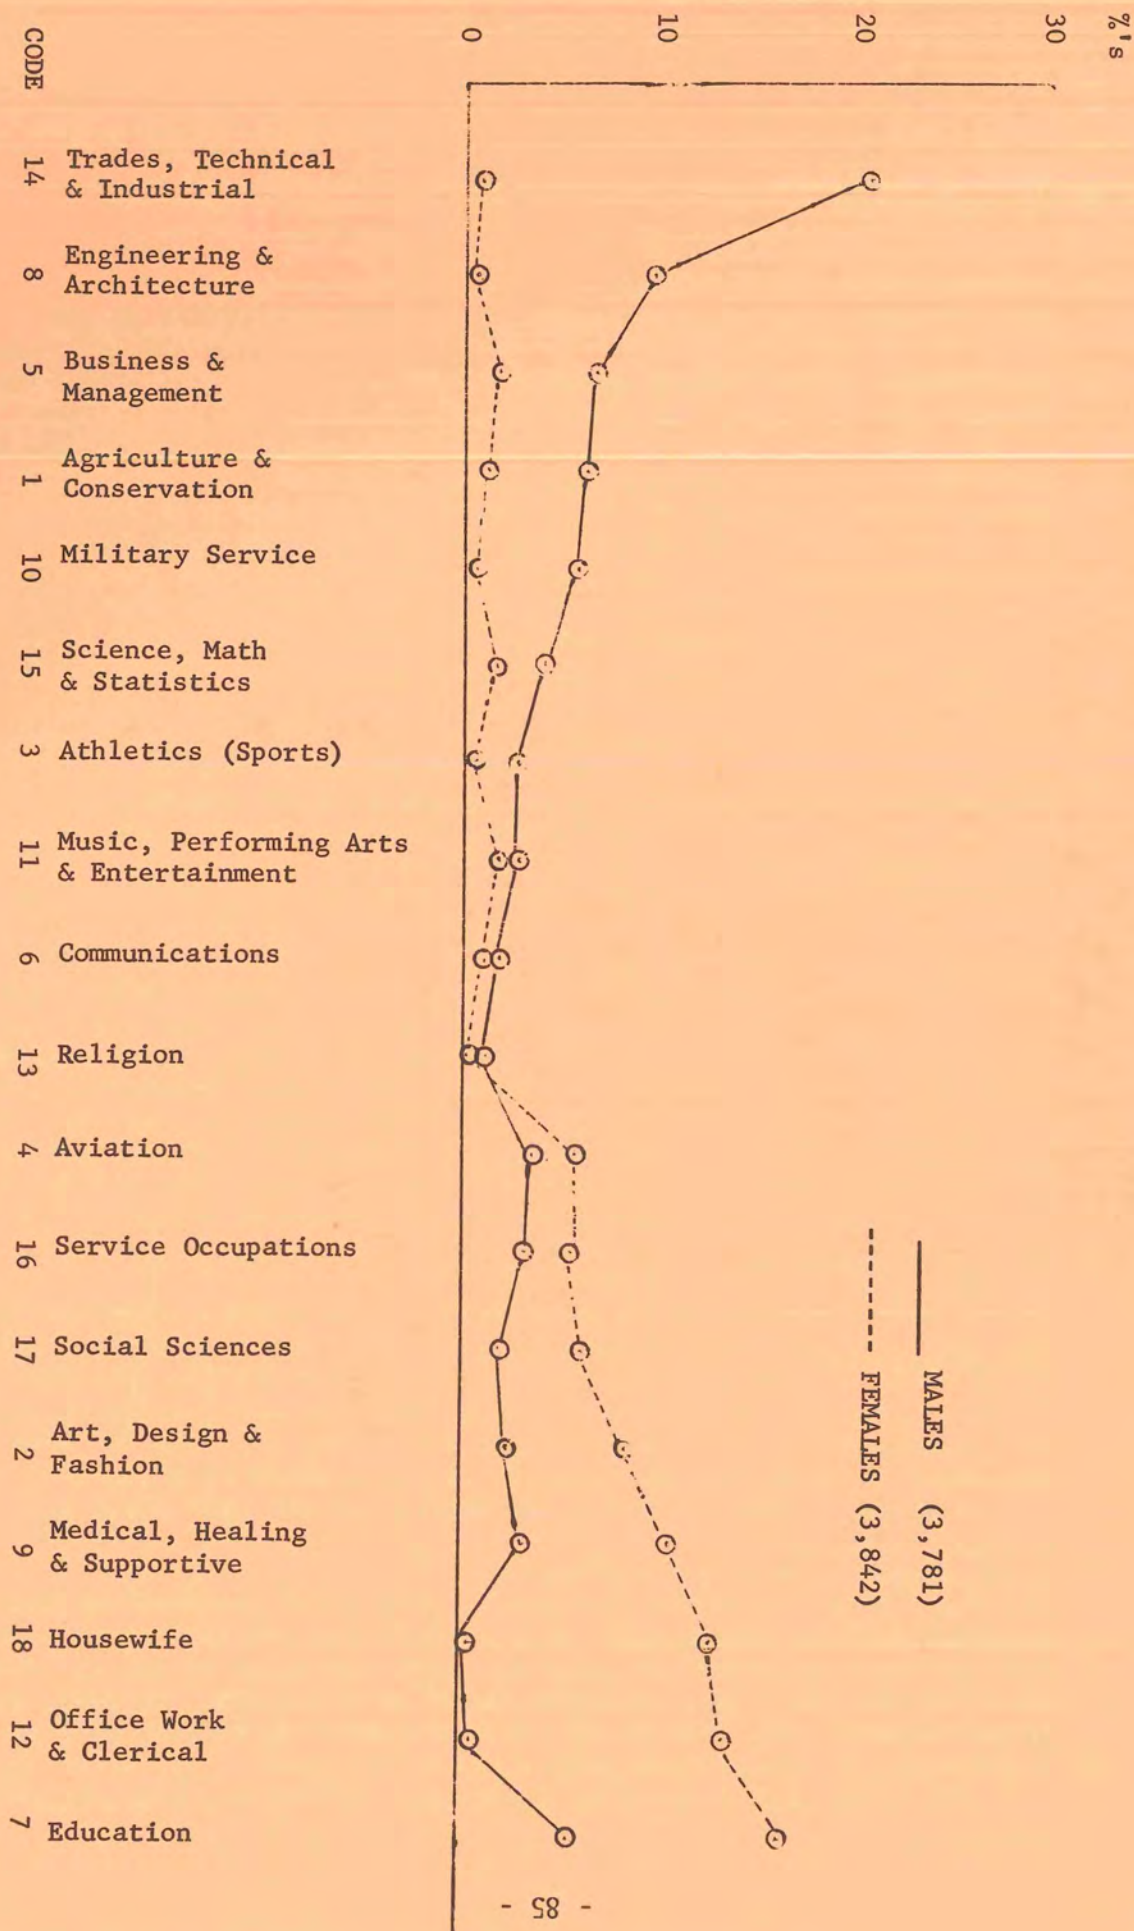 %'s
30
20
10
0
CODE
14 Trades, Technical
& Industrial
8 Engineering &
Architecture
5 Business &
Management
1 Agriculture &
Conservation
10 Military Service
15 Science, Math
& Statistics
3 Athletics (Sports)
11 Music, Performing Arts
& Entertainment
6 Communications
13 Religion
4 Aviation
16 Service Occupations
17 Social Sciences
2 Art, Design &
Fashion
9 Medical, Healing
& Supportive
18 Housewife
12 Office Work
& Clerical
7 Education
MALES (3,781)
FEMALES (3,842)
- 85 -